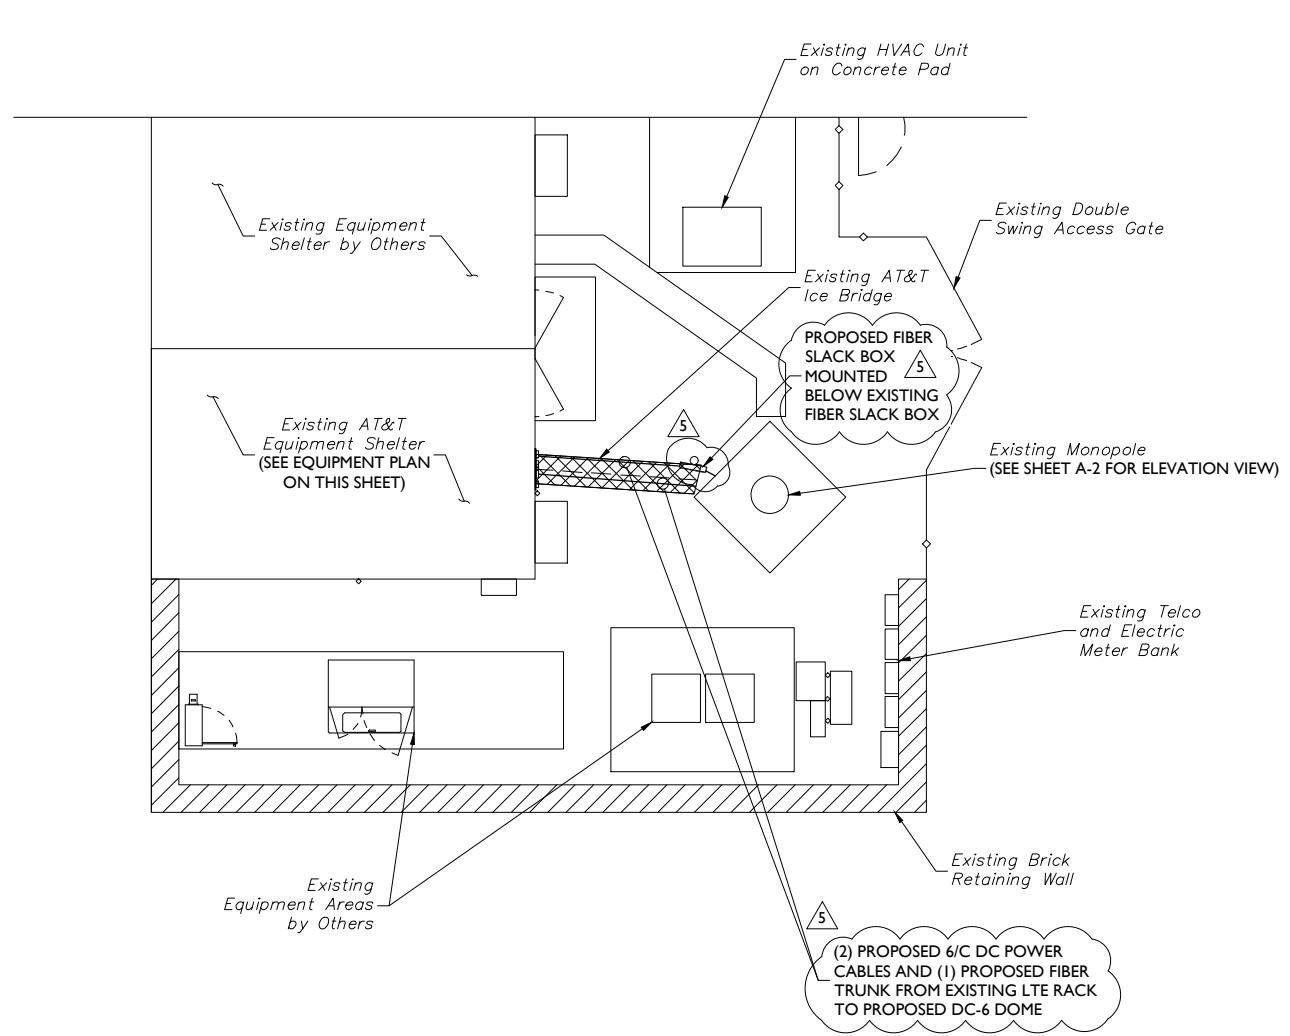 Existing HVAC Unit
on Concrete Pad
Existing Double
Swing Access Gate
Existing Equipment
Shelter by Others
Existing AT&T
Ice Bridge
PROPOSED FIBER
SLACK BOX
MOUNTED
BELOW EXISTING
FIBER SLACK BOX
5
5
Existing AT&T
Equipment Shelter
(SEE EQUIPMENT PLAN
ON THIS SHEET)
Existing Monopole
(SEE SHEET A-2 FOR ELEVATION VIEW)
Existing Telco
and Electric
Meter Bank
Existing Brick
Retaining Wall
Existing
Equipment Areas
by Others
5
(2) PROPOSED 6/C DC POWER
CABLES AND (1) PROPOSED FIBER
TRUNK FROM EXISTING LTE RACK
TO PROPOSED DC-6 DOME